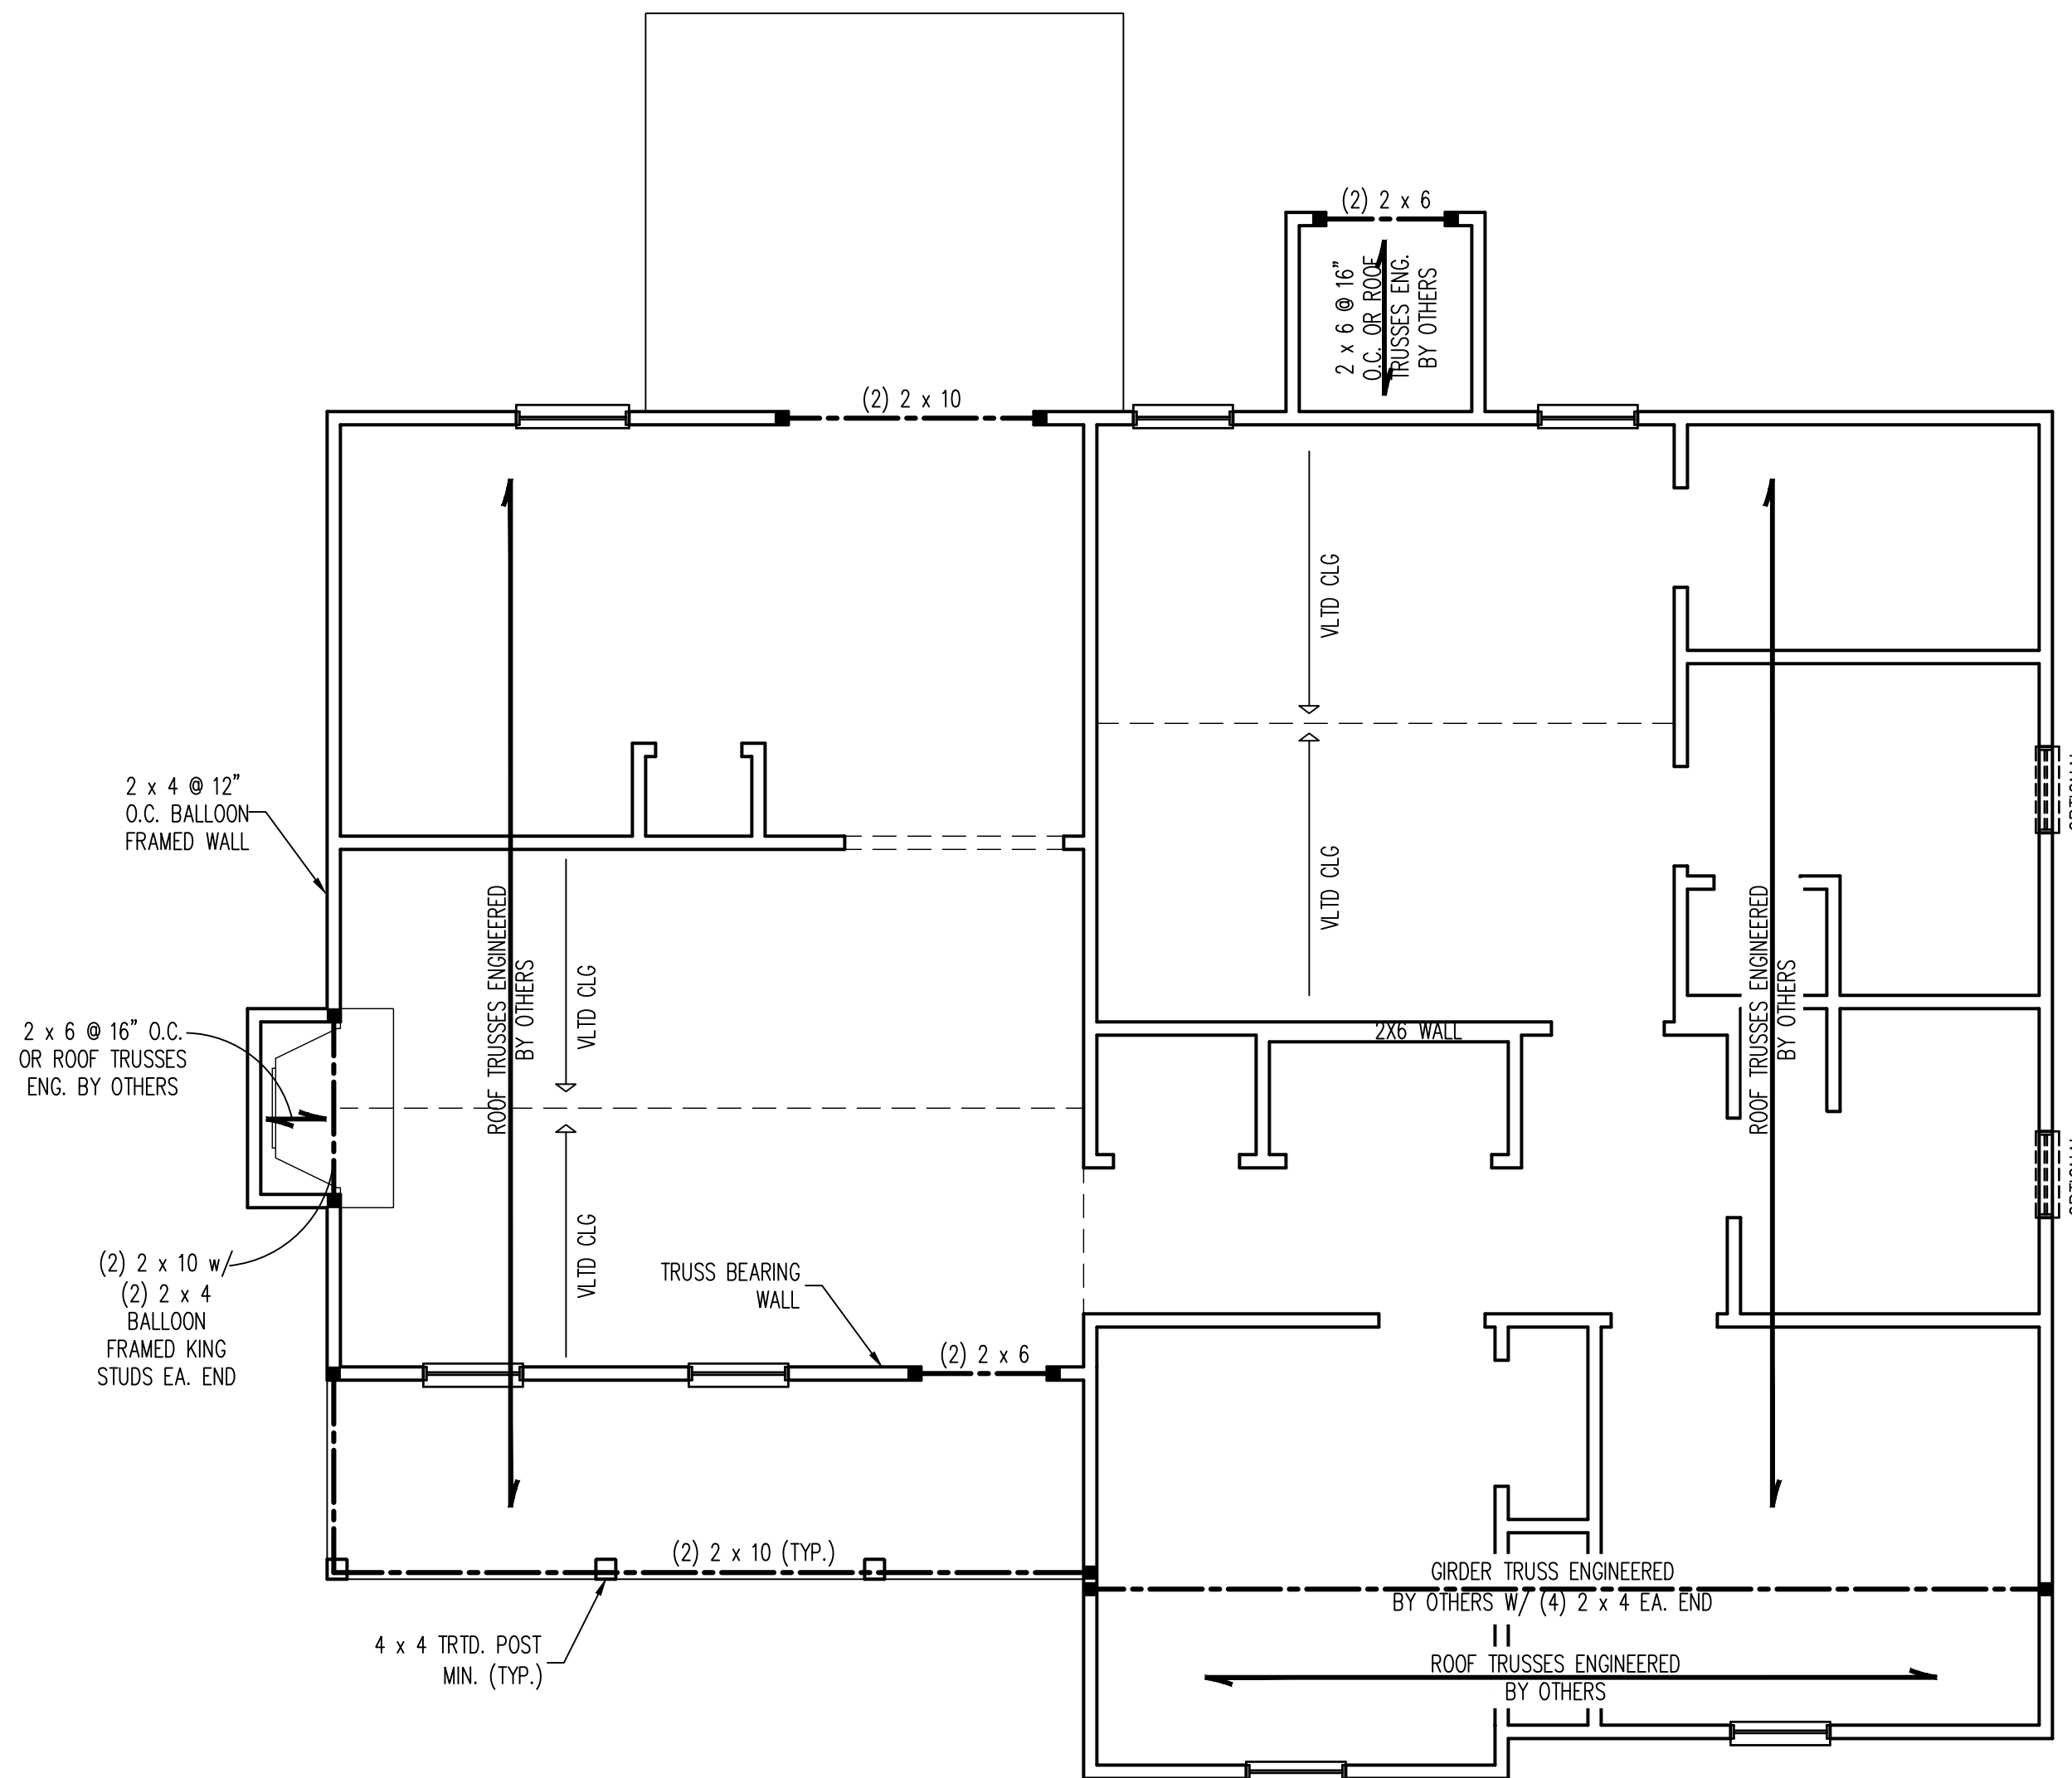 (2) 2 x 6
2 x 6 @ 16"
O.C. OR ROOF
TRUSSES ENG.
BY OTHERS
(2) 2 x 10
VLTD CLG
VLTD CLG
2 x 4 @ 12"
O.C. BALLOON
FRAMED WALL
ROOF TRUSSES ENGINEERED
BY OTHERS
VLTD CLG
VLTD CLG
ROOF TRUSSES ENGINEERED
BY OTHERS
2X6 WALL
2 x 6 @ 16" O.C.
OR ROOF TRUSSES
ENG. BY OTHERS
(2) 2 x 10 w/
(2) 2 x 4
BALLOON
FRAMED KING
STUDS EA. END
TRUSS BEARING
WALL
(2) 2 x 6
(2) 2 x 10 (TYP.)
4 x 4 TRTD. POST
MIN. (TYP.)
GIRDER TRUSS ENGINEERED
BY OTHERS W/ (4) 2 x 4 EA. END
ROOF TRUSSES ENGINEERED
BY OTHERS